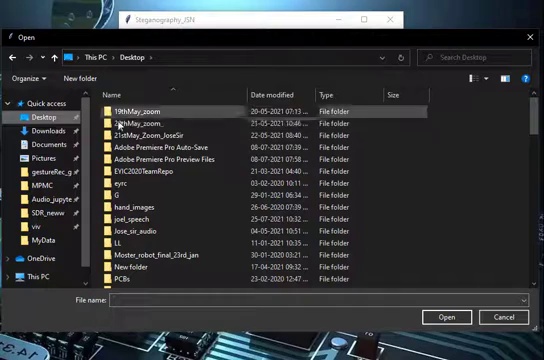 Steganography_JSN
Open
This PC > Desktop >
Search Desktop
Organize
New folder
Name
Date modified
Type
Size
Quick access
Desktop
Downloads
Documents
Pictures
gestureRec_g
MPMC
Audio_jupyte
SDR_neww
viv
MyData
OneDrive
This PC
19thMay_zoom 20-05-2021 07:13 ... File folder
20thMay_zoom_ 21-05-2021 10:46 ... File folder
21stMay_Zoom_JoseSir 22-05-2021 08:40 ... File folder
Adobe Premiere Pro Auto-Save 08-07-2021 07:39 ... File folder
Adobe Premiere Pro Preview Files 08-07-2021 07:58 ... File folder
EYIC2020TeamRepo 21-03-2021 04:40 ... File folder
eyrc 03-02-2020 10:11 ... File folder
G 29-01-2021 06:34 ... File folder
hand_images 26-06-2020 07:39 ... File folder
joel_speech 25-07-2021 10:32 ... File folder
Jose_sir_audio 04-05-2021 10:51 ... File folder
LL 11-01-2021 10:35 ... File folder
Moster_robot_final_23rd_jan 30-01-2020 03:21 ... File folder
New folder 17-04-2021 09:32 ... File folder
PCBs 23-02-2020 12:47 ... File folder
File name:
Open
Cancel